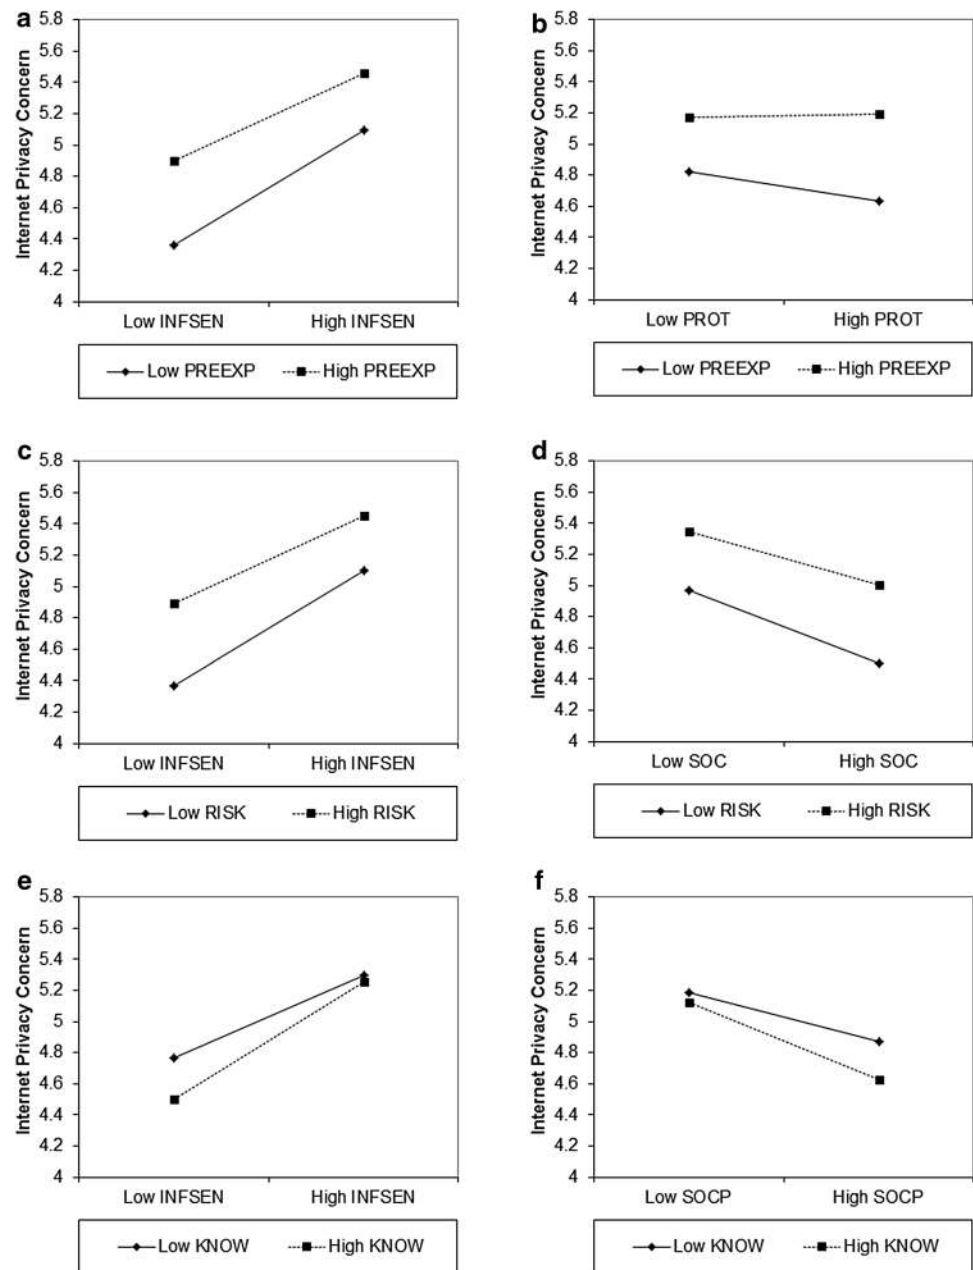 a
Internet Privacy Concern
5.8
5.6
5.4
5.2
5
4.8
4.6
4.4
4.2
4
Low INFSEN High INFSEN
Low PREEXP High PREEXP
b
Internet Privacy Concern
5.8
5.6
5.4
5.2
5
4.8
4.6
4.4
4.2
4
Low PROT High PROT
Low PREEXP High PREEXP
c
Internet Privacy Concern
5.8
5.6
5.4
5.2
5
4.8
4.6
4.4
4.2
4
Low INFSEN High INFSEN
Low RISK High RISK
d
Internet Privacy Concern
5.8
5.6
5.4
5.2
5
4.8
4.6
4.4
4.2
4
Low SOC High SOC
Low RISK High RISK
e
Internet Privacy Concern
5.8
5.6
5.4
5.2
5
4.8
4.6
4.4
4.2
4
Low INFSEN High INFSEN
Low KNOW High KNOW
f
Internet Privacy Concern
5.8
5.6
5.4
5.2
5
4.8
4.6
4.4
4.2
4
Low SOCP High SOCP
Low KNOW High KNOW